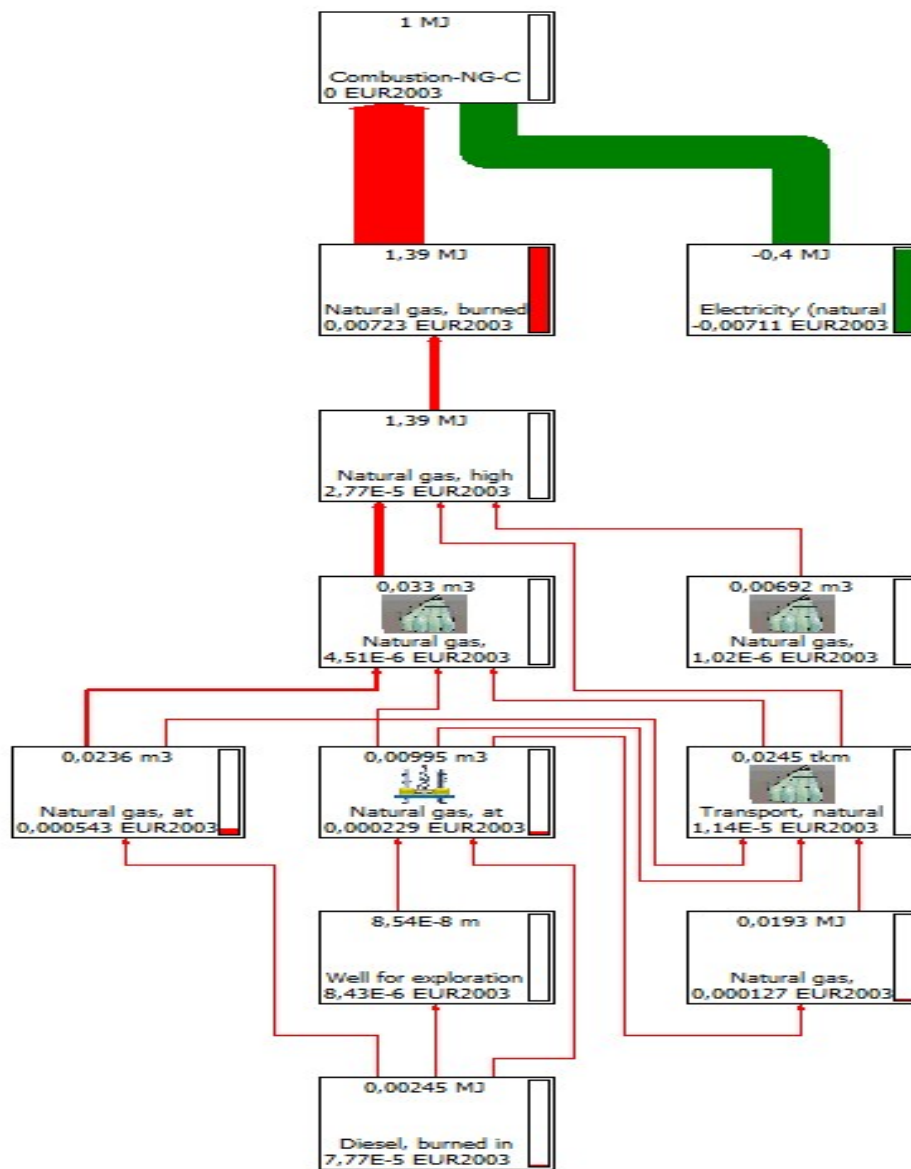 1 MJ
Combustion-NG-C
0 EUR2003
1,39 MJ
Natural gas, burned
0,00723 EUR2003
-0,4 MJ
Electricity (natural
-0,00711 EUR2003
1,39 MJ
Natural gas, high
2,77E-5 EUR2003
0,033 m3
Natural gas,
4,51E-6 EUR2003
0,00692 m3
Natural gas,
1,02E-6 EUR2003
0,0236 m3
Natural gas, at
0,000543 EUR2003
0,00995 m3
Natural gas, at
0,000229 EUR2003
0,0245 tkm
Transport, natural
1,14E-5 EUR2003
8,54E-8 m
Well for exploration
8,43E-6 EUR2003
0,0193 MJ
Natural gas,
0,000127 EUR2003
0,00245 MJ
Diesel, burned in
7,77E-5 EUR2003